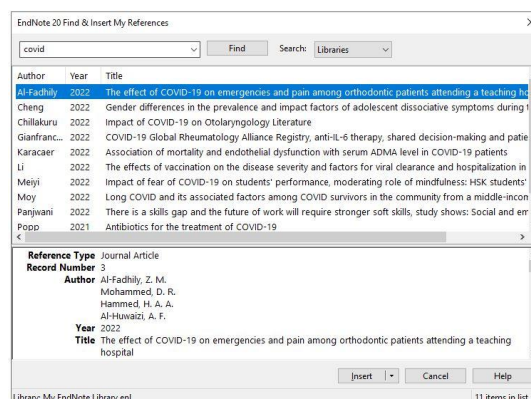 EndNote 20 Find & Insert My References
covid
Find
Search:
Libraries
Author Year Title
Al-Fadhily 2022 The effect of COVID-19 on emergencies and pain among orthodontic patients attending a teaching ho
Cheng 2022 Gender differences in the prevalence and impact factors of adolescent dissociative symptoms during t
Chillakuru 2022 Impact of COVID-19 on Otolaryngology Literature
Gianfranc... 2022 COVID-19 Global Rheumatology Alliance Registry, anti-IL-6 therapy, shared decision-making and patie
Karacaer 2022 Association of mortality and endothelial dysfunction with serum ADMA level in COVID-19 patients
Li 2022 The effects of vaccination on the disease severity and factors for viral clearance and hospitalization in
Meiyi 2022 Impact of fear of COVID-19 on students' performance, moderating role of mindfulness: HSK students'
Moy 2022 Long COVID and its associated factors among COVID survivors in the community from a middle-incon
Panjwani 2022 There is a skills gap and the future of work will require stronger soft skills, study shows: Social and em
Popp 2021 Antibiotics for the treatment of COVID-19
Reference Type Journal Article
Record Number 3
Author Al-Fadhily, Z. M.
Mohammed, D. R.
Hammed, H. A. A.
Al-Huwaizi, A. F.
Year 2022
Title The effect of COVID-19 on emergencies and pain among orthodontic patients attending a teaching
hospital
Insert
Cancel
Help
Library: My EndNote Library.enl
11 items in list